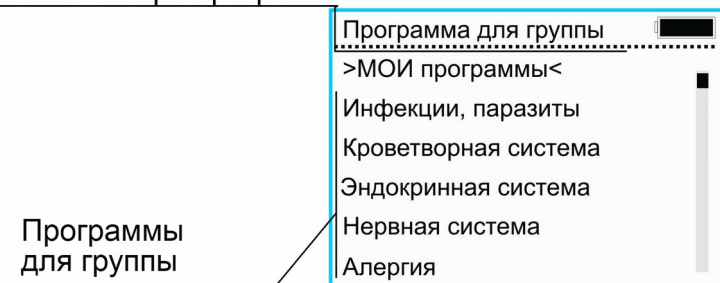 Программа для группы
>МОИ программы<
Инфекции, паразиты
Кроветворная система
Эндокринная система
Нервная система
Алергия
Программы
для группы